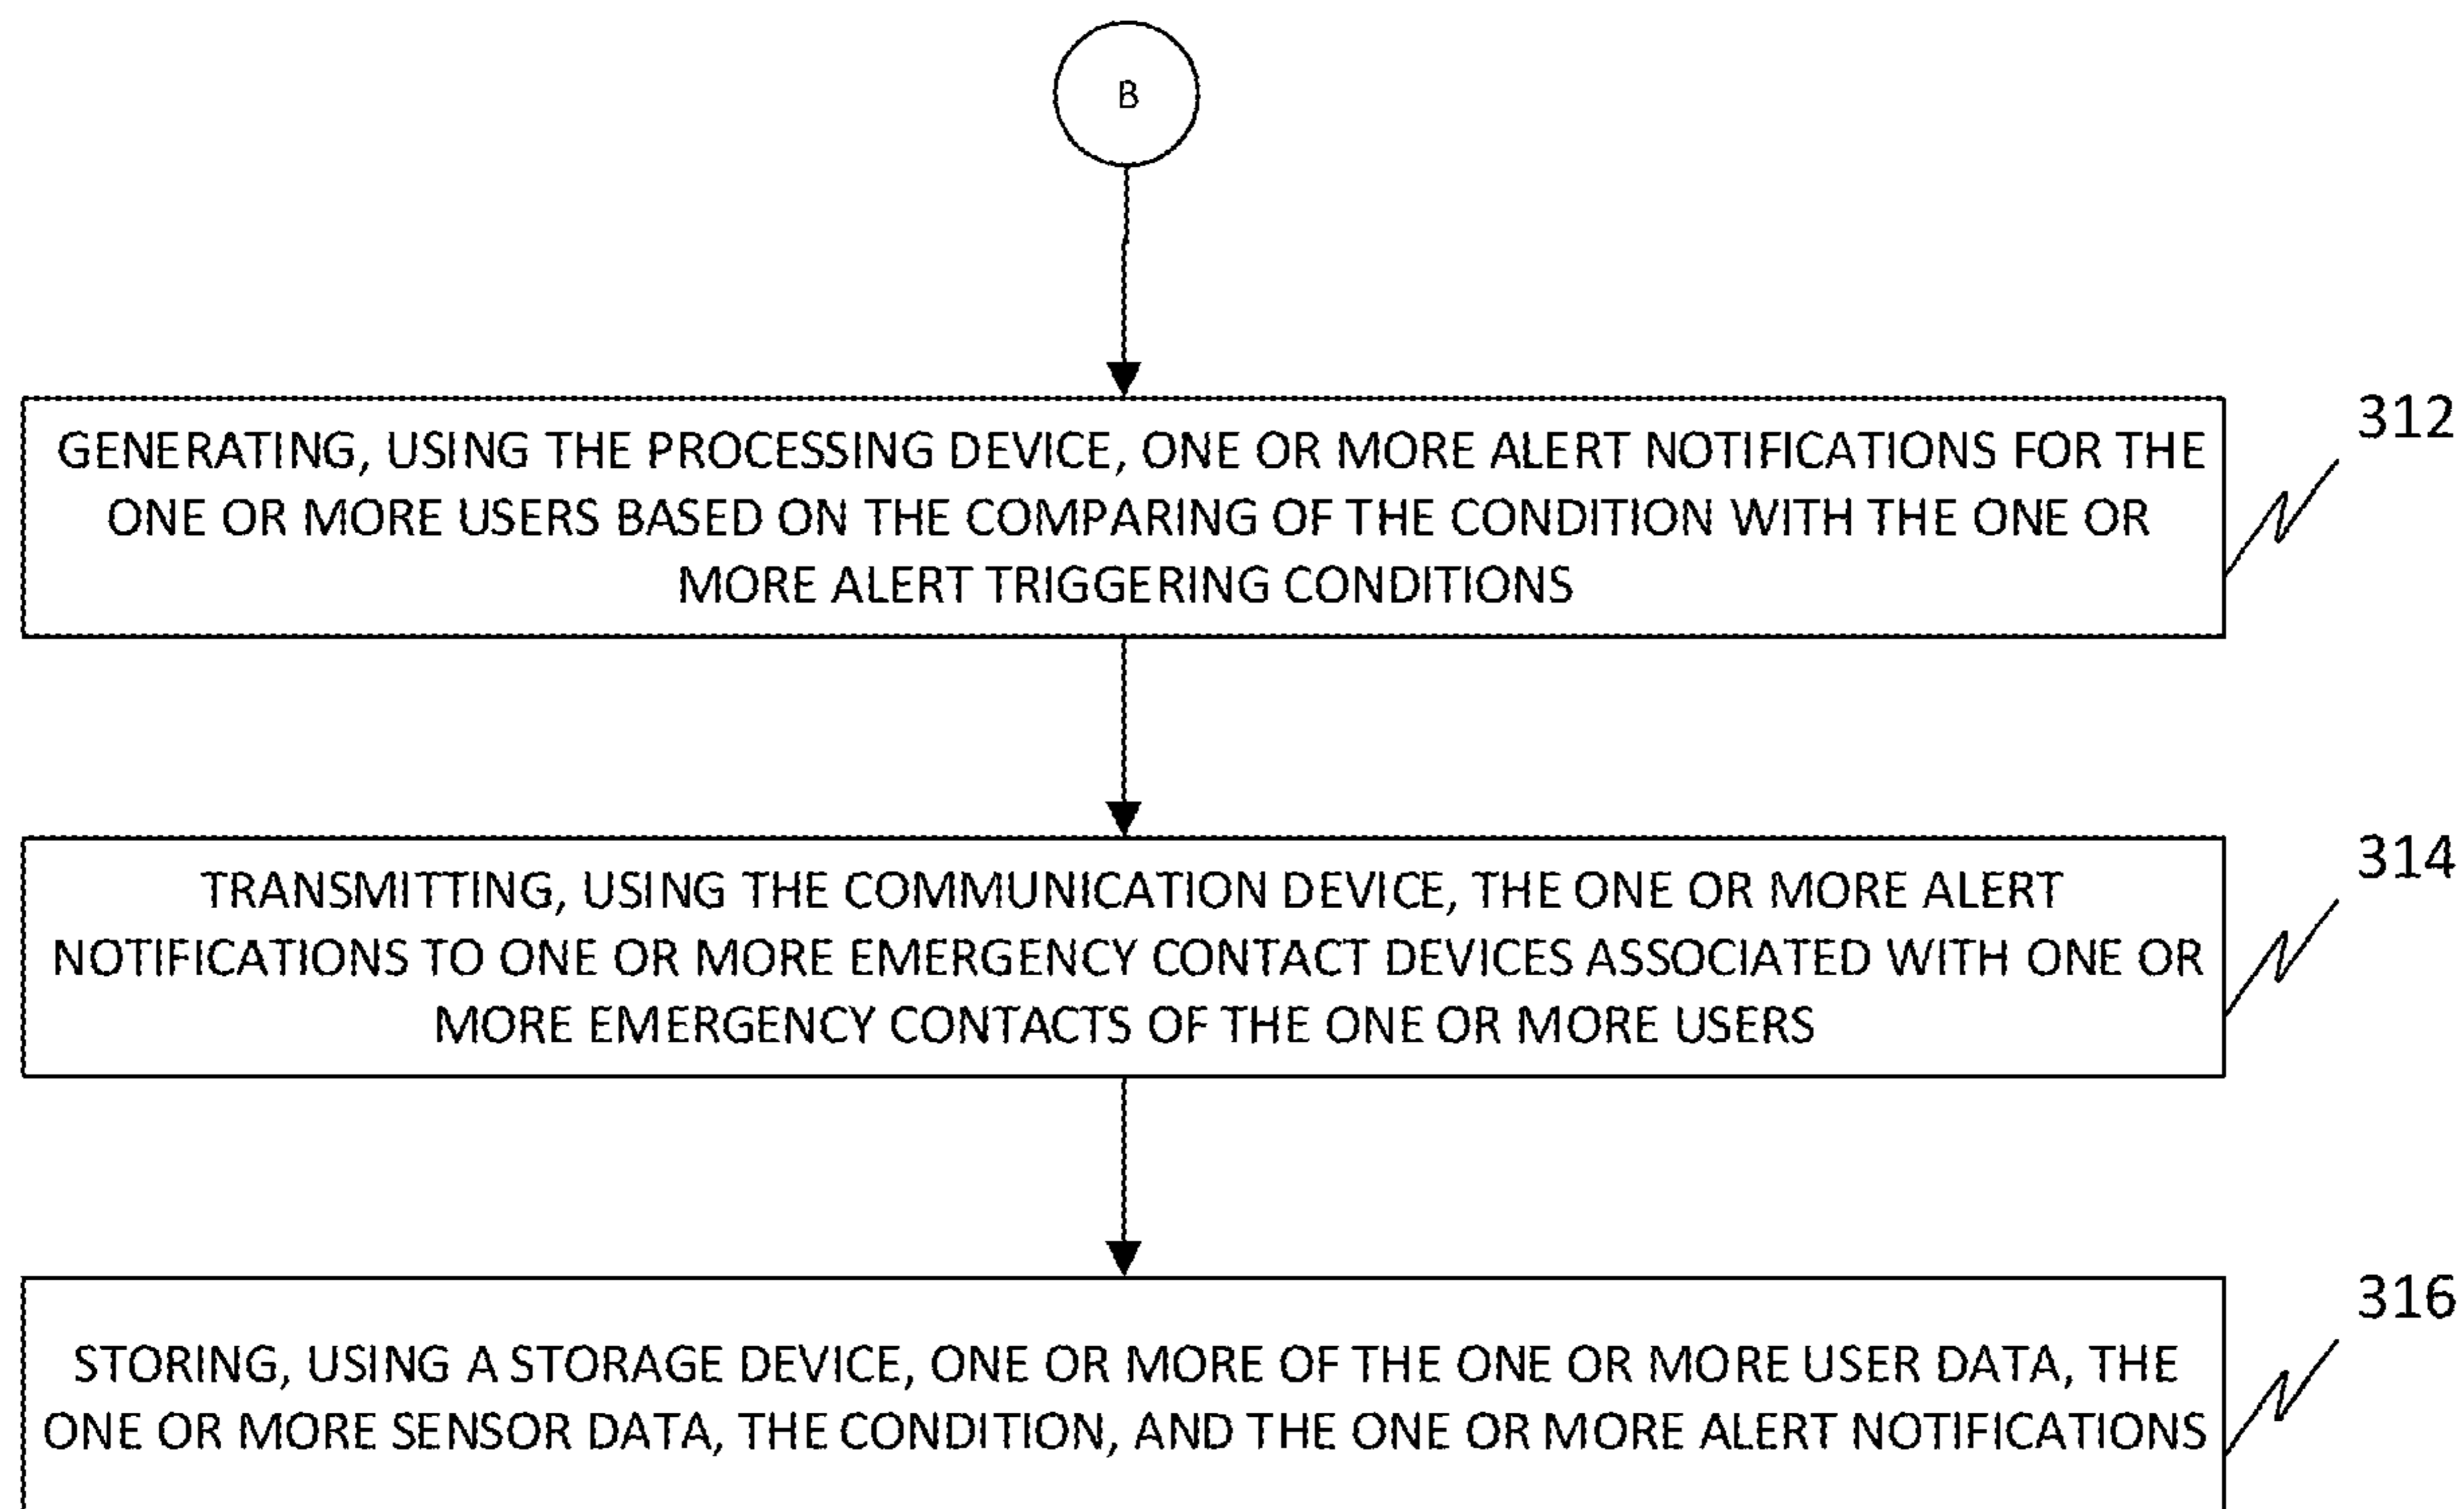 B
312
GENERATING, USING THE PROCESSING DEVICE, ONE OR MORE ALERT NOTIFICATIONS FOR THE
ONE OR MORE USERS BASED ON THE COMPARING OF THE CONDITION WITH THE ONE OR
MORE ALERT TRIGGERING CONDITIONS
314
TRANSMITTING, USING THE COMMUNICATION DEVICE, THE ONE OR MORE ALERT
NOTIFICATIONS TO ONE OR MORE EMERGENCY CONTACT DEVICES ASSOCIATED WITH ONE OR
MORE EMERGENCY CONTACTS OF THE ONE OR MORE USERS
316
STORING, USING A STORAGE DEVICE, ONE OR MORE OF THE ONE OR MORE USER DATA, THE
ONE OR MORE SENSOR DATA, THE CONDITION, AND THE ONE OR MORE ALERT NOTIFICATIONS